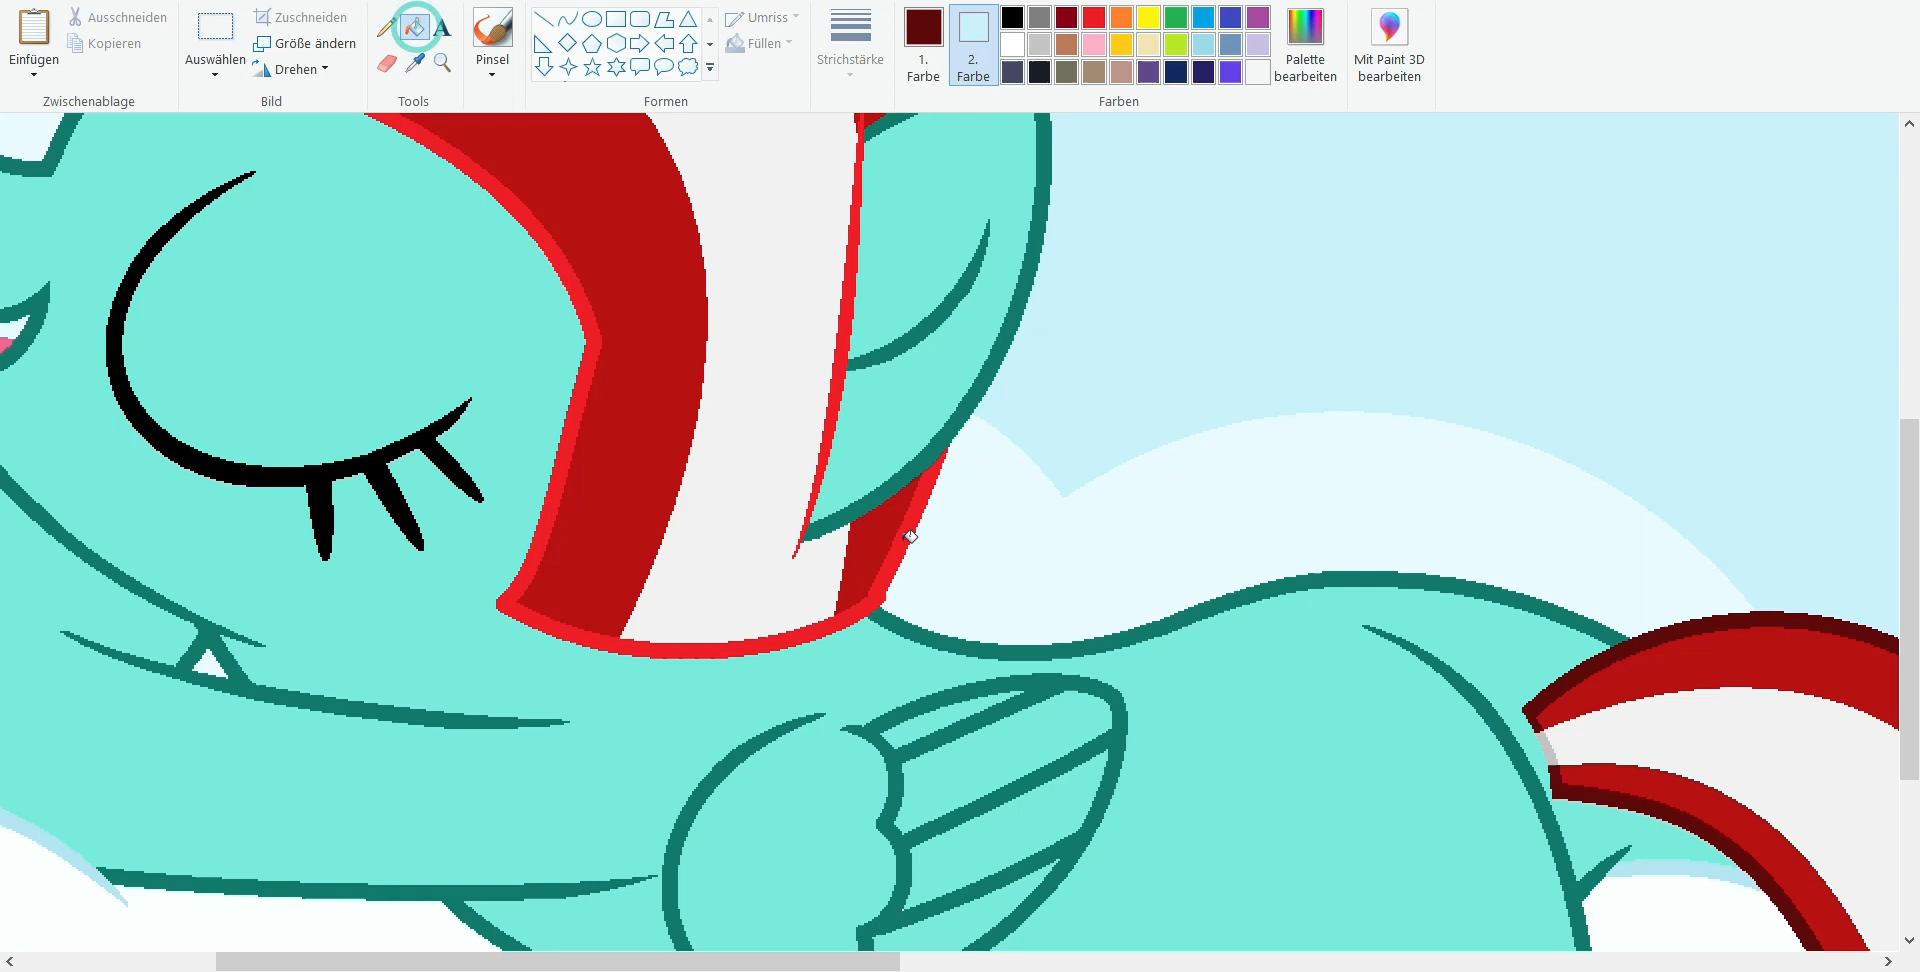 Einfügen
Ausschneiden
Kopieren
Zwischenablage
Auswählen
Zuschneiden
Größe ändern
Drehen
Bild
A
Tools
Pinsel
Formen
Umriss
Füllen
Strichstärke
1.
Farbe
2.
Farbe
Farben
Palette
bearbeiten
Mit Paint 3D
bearbeiten